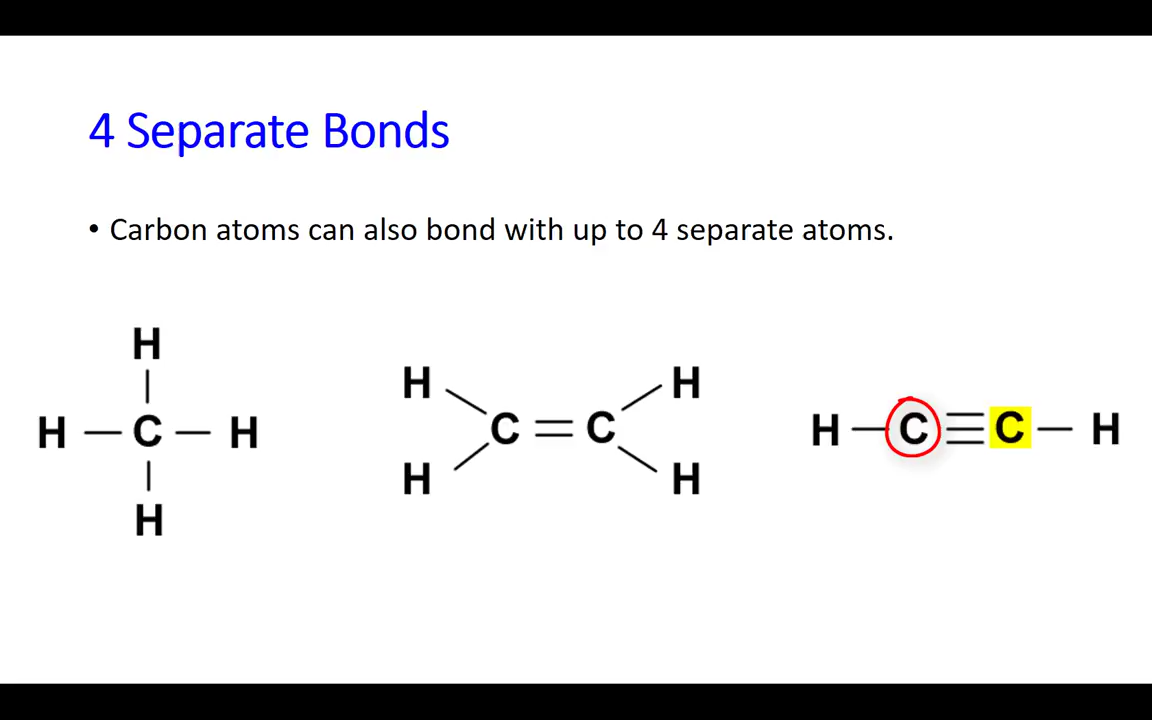 4 Separate Bonds
• Carbon atoms can also bond with up to 4 separate atoms.
H
H — C — H
H
H H
C = C
H H
H — C ≡ C — H